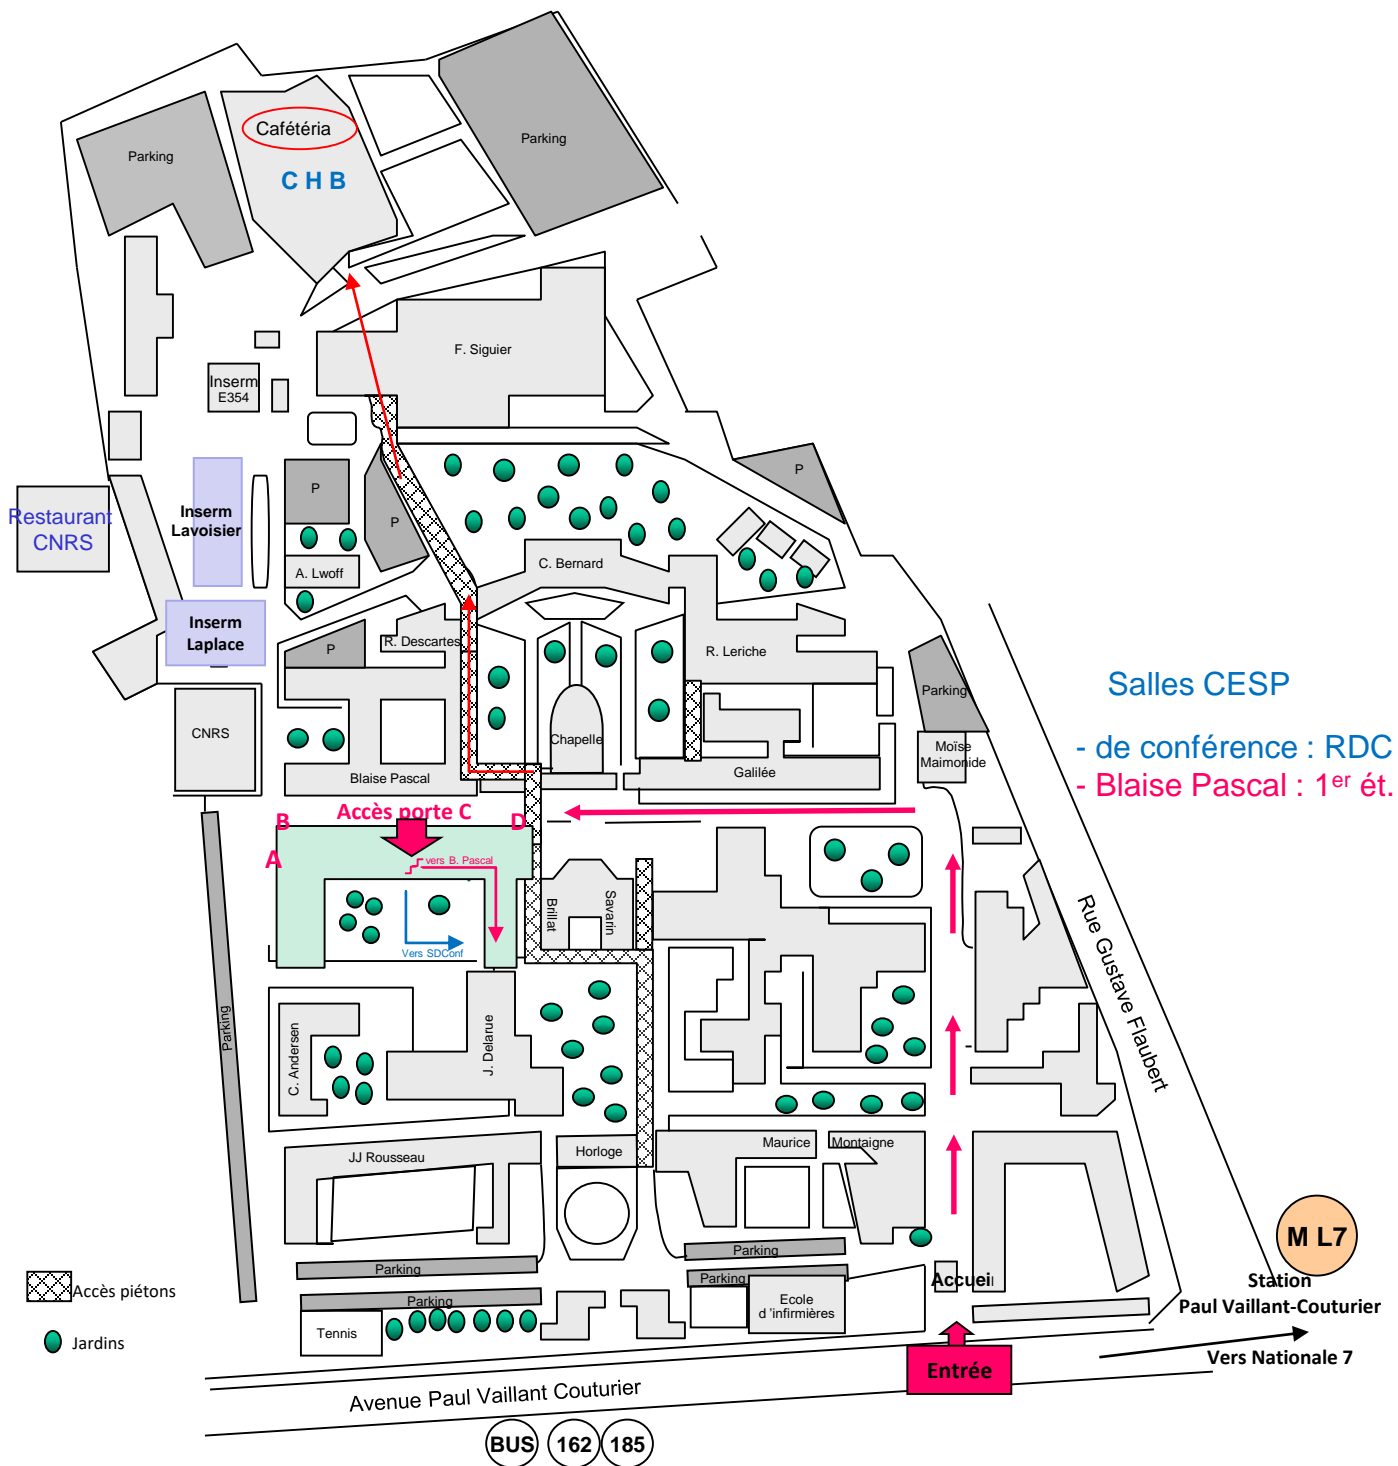 Cafétéria
C H B
Parking
Parking
F. Siguier
Inserm
E354
P
P
P
Restaurant
CNRS
Inserm
Lavoisier
A. Lwoff
C. Bernard
Inserm
Laplace
P
R. Descartes
R. Leriche
Parking
Salles CESP
- de conférence : RDC
- Blaise Pascal : 1er ét.
CNRS
Chapelle
Moïse
Maimonide
Blaise Pascal
Galilée
Accès porte C
B
D
A
vers B. Pascal
Vers SDConf
Brillat
Savarin
Rue Gustave Flaubert
Parking
C. Andersen
J. Delarue
JJ Rousseau
Horloge
Maurice
Montaigne
M L7
Station
Paul Vaillant-Couturier
Vers Nationale 7
Parking
Parking
Parking
Parking
Accueil
Ecole
d 'infirmières
Tennis
Accès piétons
Jardins
Entrée
Avenue Paul Vaillant Couturier
BUS
162
185